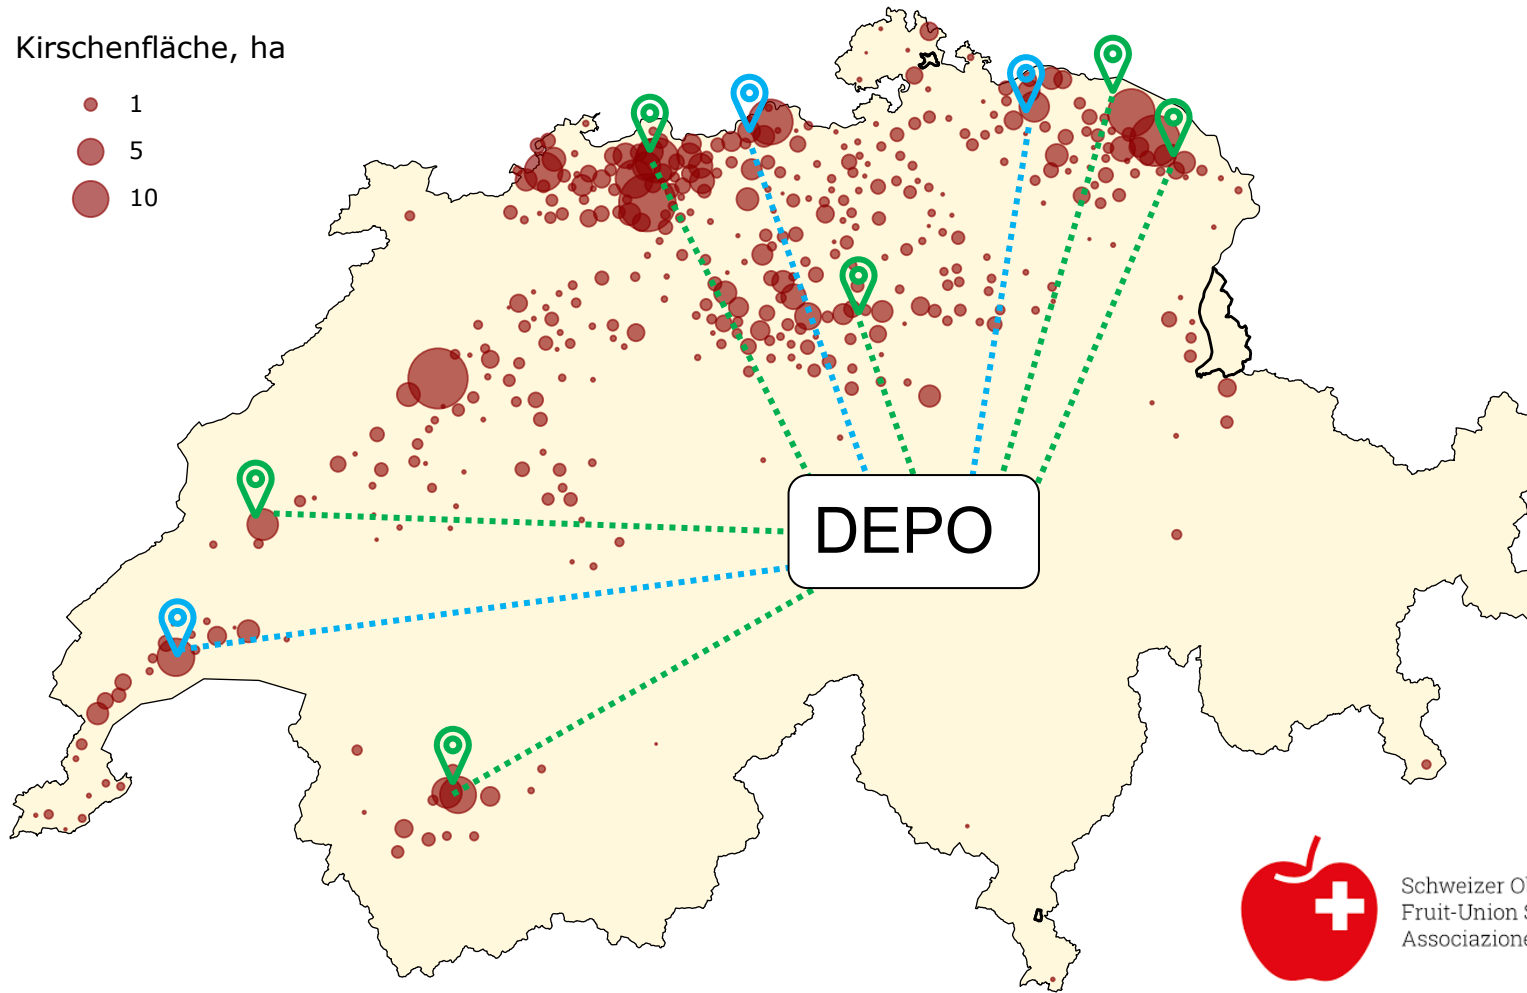 Kirschenfläche, ha
1
5
10
DEPO
Schweizer
Fruit-Union
Associazione